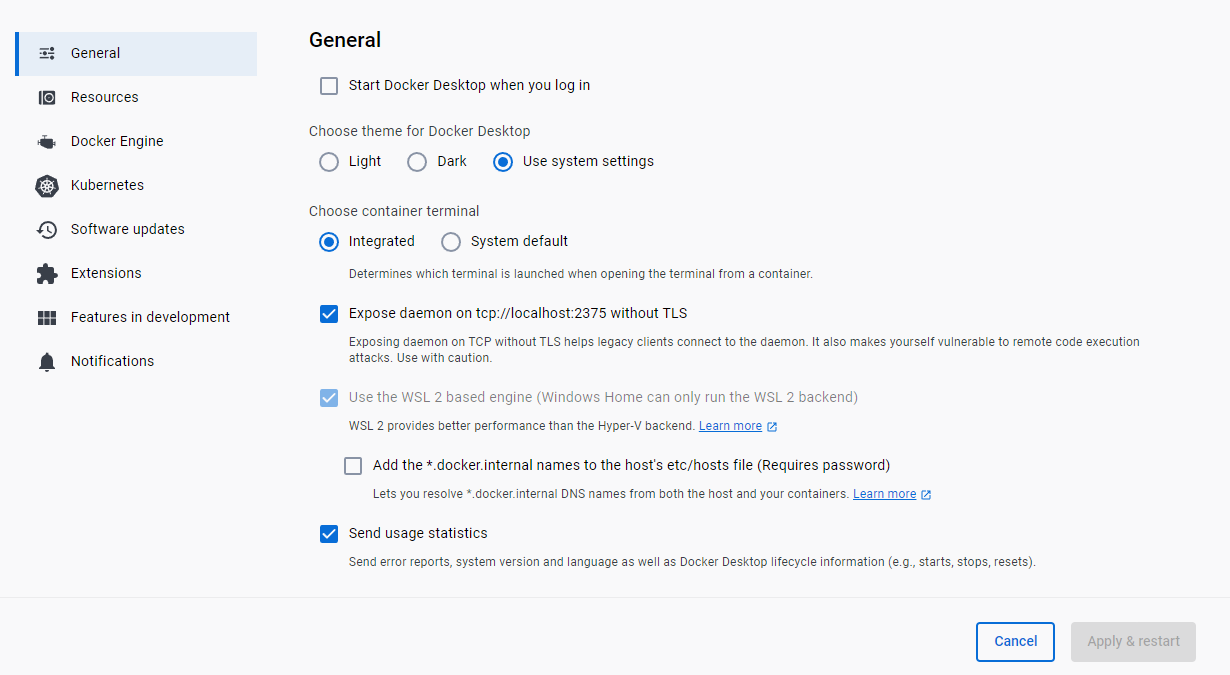 General
Resources
Docker Engine
Kubernetes
Software updates
Extensions
Features in development
Notifications
General
Start Docker Desktop when you log in
Choose theme for Docker Desktop
Light Dark Use system settings
Choose container terminal
Integrated System default
Determines which terminal is launched when opening the terminal from a container.
Expose daemon on tcp://localhost:2375 without TLS
Exposing daemon on TCP without TLS helps legacy clients connect to the daemon. It also makes yourself vulnerable to remote code execution
attacks. Use with caution.
Use the WSL 2 based engine (Windows Home can only run the WSL 2 backend)
WSL 2 provides better performance than the Hyper-V backend. Learn more
Add the *.docker.internal names to the host's etc/hosts file (Requires password)
Lets you resolve *.docker.internal DNS names from both the host and your containers. Learn more
Send usage statistics
Send error reports, system version and language as well as Docker Desktop lifecycle information (e.g., starts, stops, resets).
Cancel Apply & restart